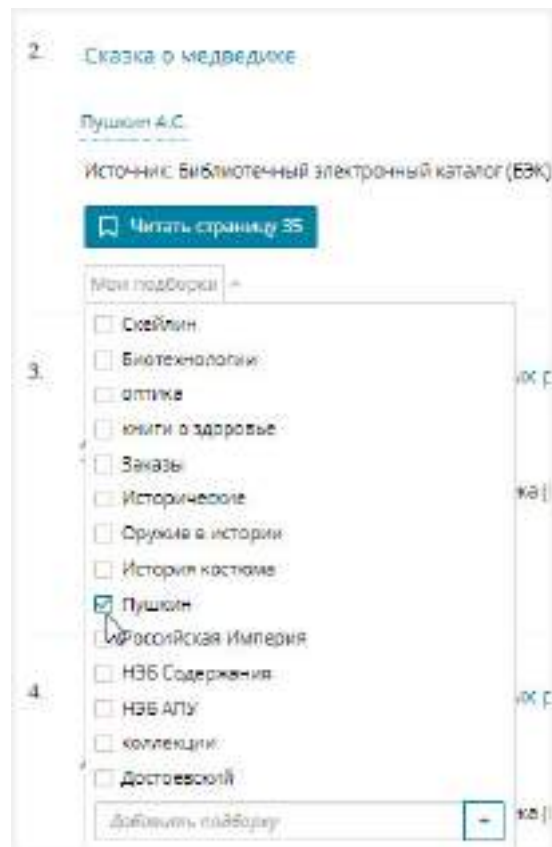 2. Сказка о медведихе
Пушкин А.С.
Источник: Библиотечный электронный каталог (БЭК)
Читать страницу 35
Мои подборки
Скейлин
Биотехнологии
3.
оптика
книги о здоровье
Заказы
Исторические
Оружие в истории
История костюма
Пушкин
Российская Империя
НЭБ Содержания
4.
НЭБ АПУ
коллекции
Достоевский
Добавить подборку